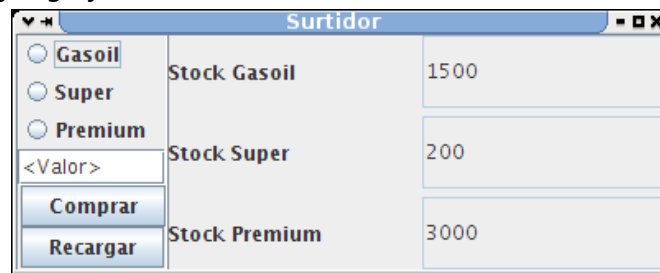 Surtidor
Gasoil
Super
Premium
<Valor>
Comprar
Recargar
Stock Gasoil 1500
Stock Super 200
Stock Premium 3000